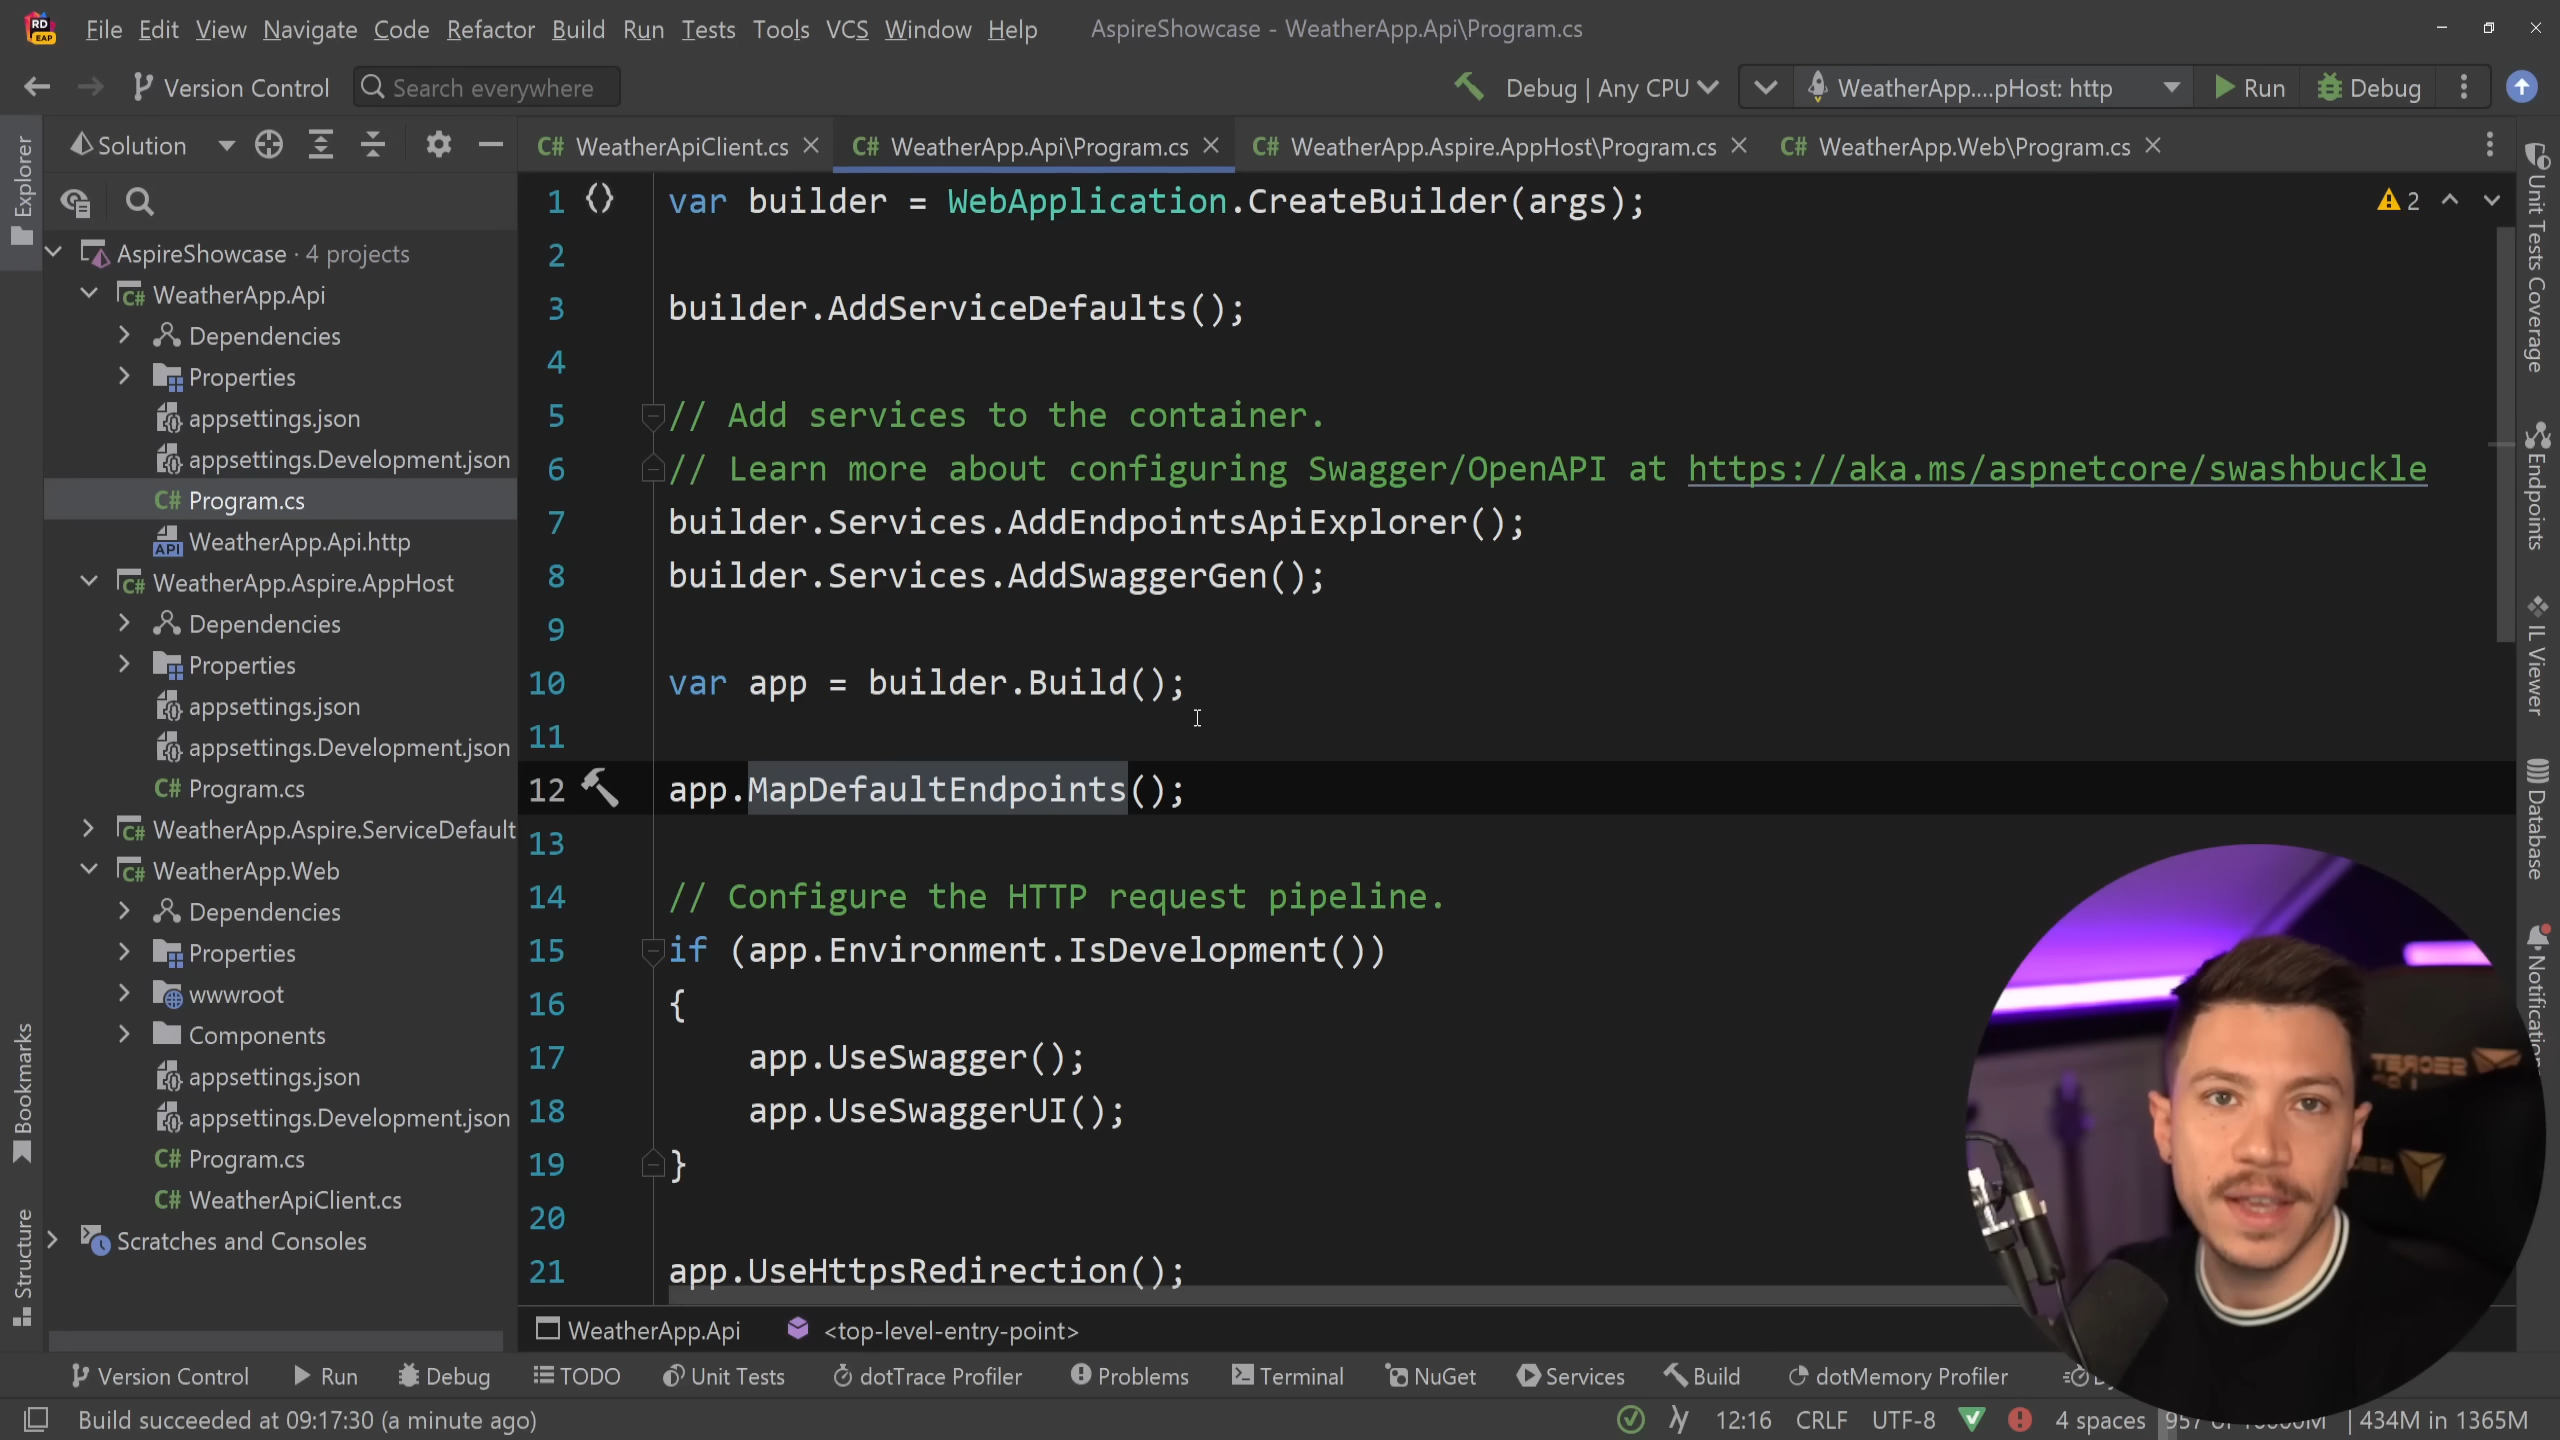 File Edit View Navigate Code Refactor Build Run Tests Tools VCS Window Help AspireShowcase - WeatherApp.Api\Program.cs
Version Control Search everywhere Debug | Any CPU WeatherApp....pHost: http Run Debug
Solution
WeatherApiClient.cs WeatherApp.Api\Program.cs WeatherApp.Aspire.AppHost\Program.cs WeatherApp.Web\Program.cs
Explorer
Bookmarks
Structure
AspireShowcase · 4 projects
WeatherApp.Api
Dependencies
Properties
appsettings.json
appsettings.Development.json
Program.cs
WeatherApp.Api.http
WeatherApp.Aspire.AppHost
Dependencies
Properties
appsettings.json
appsettings.Development.json
Program.cs
WeatherApp.Aspire.ServiceDefault
WeatherApp.Web
Dependencies
Properties
wwwroot
Components
appsettings.json
appsettings.Development.json
Program.cs
WeatherApiClient.cs
Scratches and Consoles
1 var builder = WebApplication.CreateBuilder(args);
2
3 builder.AddServiceDefaults();
4
5 // Add services to the container.
6 // Learn more about configuring Swagger/OpenAPI at https://aka.ms/aspnetcore/swashbuckle
7 builder.Services.AddEndpointsApiExplorer();
8 builder.Services.AddSwaggerGen();
9
10 var app = builder.Build();
11
12 app.MapDefaultEndpoints();
13
14 // Configure the HTTP request pipeline.
15 if (app.Environment.IsDevelopment())
16 {
17 app.UseSwagger();
18 app.UseSwaggerUI();
19 }
20
21 app.UseHttpsRedirection();
2
Unit Tests Coverage
Endpoints
IL Viewer
Database
Notifications
WeatherApp.Api <top-level-entry-point>
Version Control Run Debug TODO Unit Tests dotTrace Profiler Problems Terminal NuGet Services Build dotMemory Profiler
Build succeeded at 09:17:30 (a minute ago) 12:16 CRLF UTF-8 4 spaces 434M in 1365M